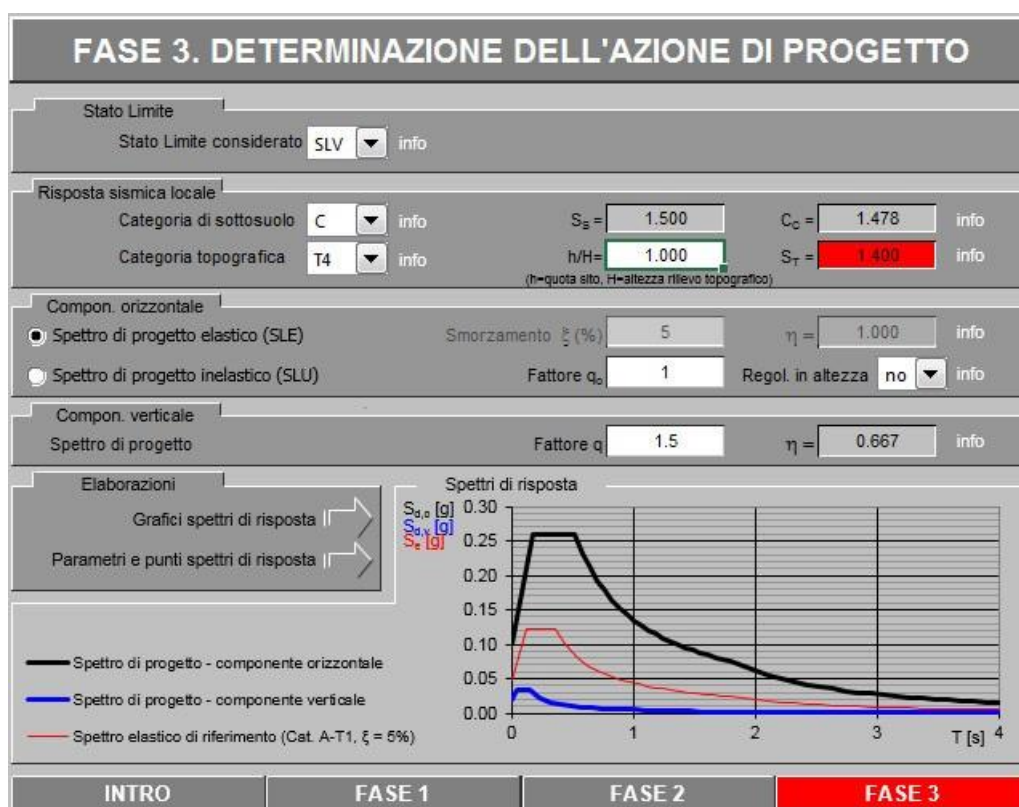 FASE 3. DETERMINAZIONE DELL'AZIONE DI PROGETTO
Stato Limite
Stato Limite considerato SLV info
Risposta sismica locale
Categoria di sottosuolo C info S_S = 1.500 C_C = 1.478 info
Categoria topografica T4 info h/H= 1.000 S_T = 1.400 info
(h=quota sito, H=altezza rilievo topografico)
Compon. orizzontale
Spettro di progetto elastico (SLE) Smorzamento ξ (%) 5 η = 1.000 info
Spettro di progetto inelastico (SLU) Fattore q_o 1 Regol. in altezza no info
Compon. verticale
Spettro di progetto Fattore q 1.5 η = 0.667 info
Elaborazioni
Grafici spettri di risposta
Parametri e punti spettri di risposta
Spettri di risposta
S_d,o [g]
S_d,v [g]
S_e [g]
0.30
0.25
0.20
0.15
0.10
0.05
0.00
0 1 2 3 4
T [s]
Spettro di progetto - componente orizzontale
Spettro di progetto - componente verticale
Spettro elastico di riferimento (Cat. A-T1, ξ = 5%)
INTRO FASE 1 FASE 2 FASE 3